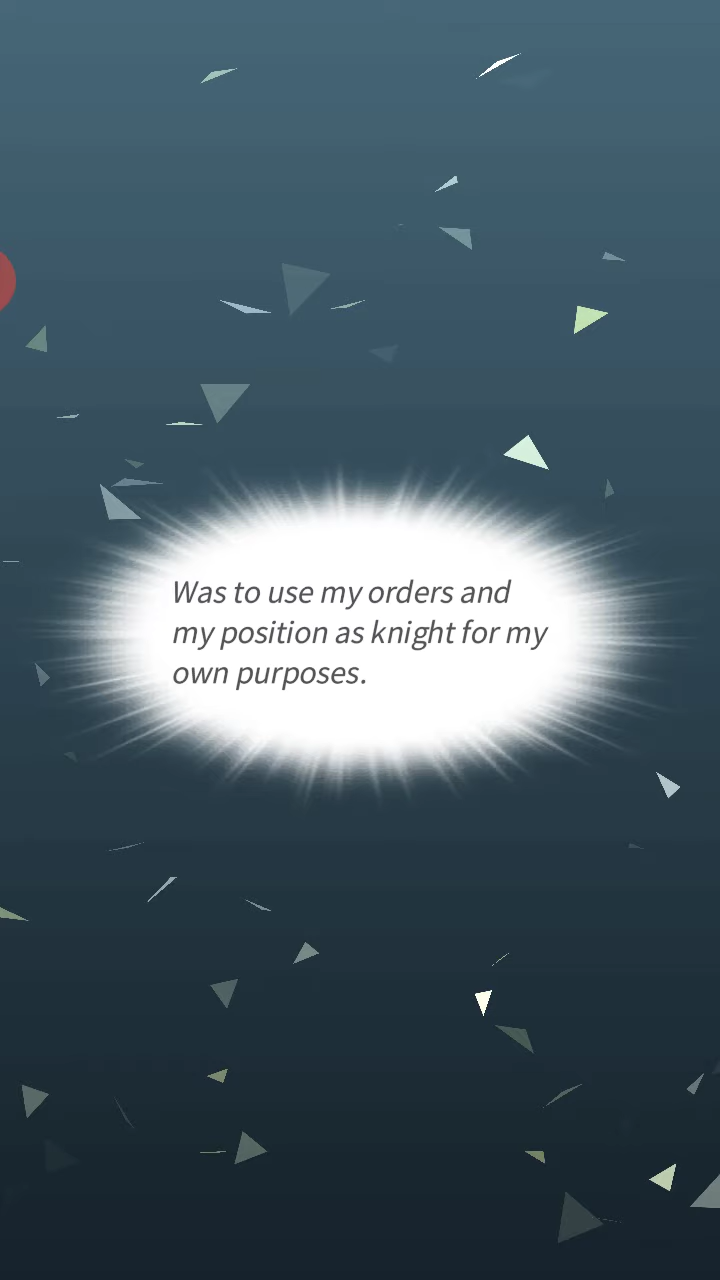 Was to use my orders and
my position as knight for my
own purposes.